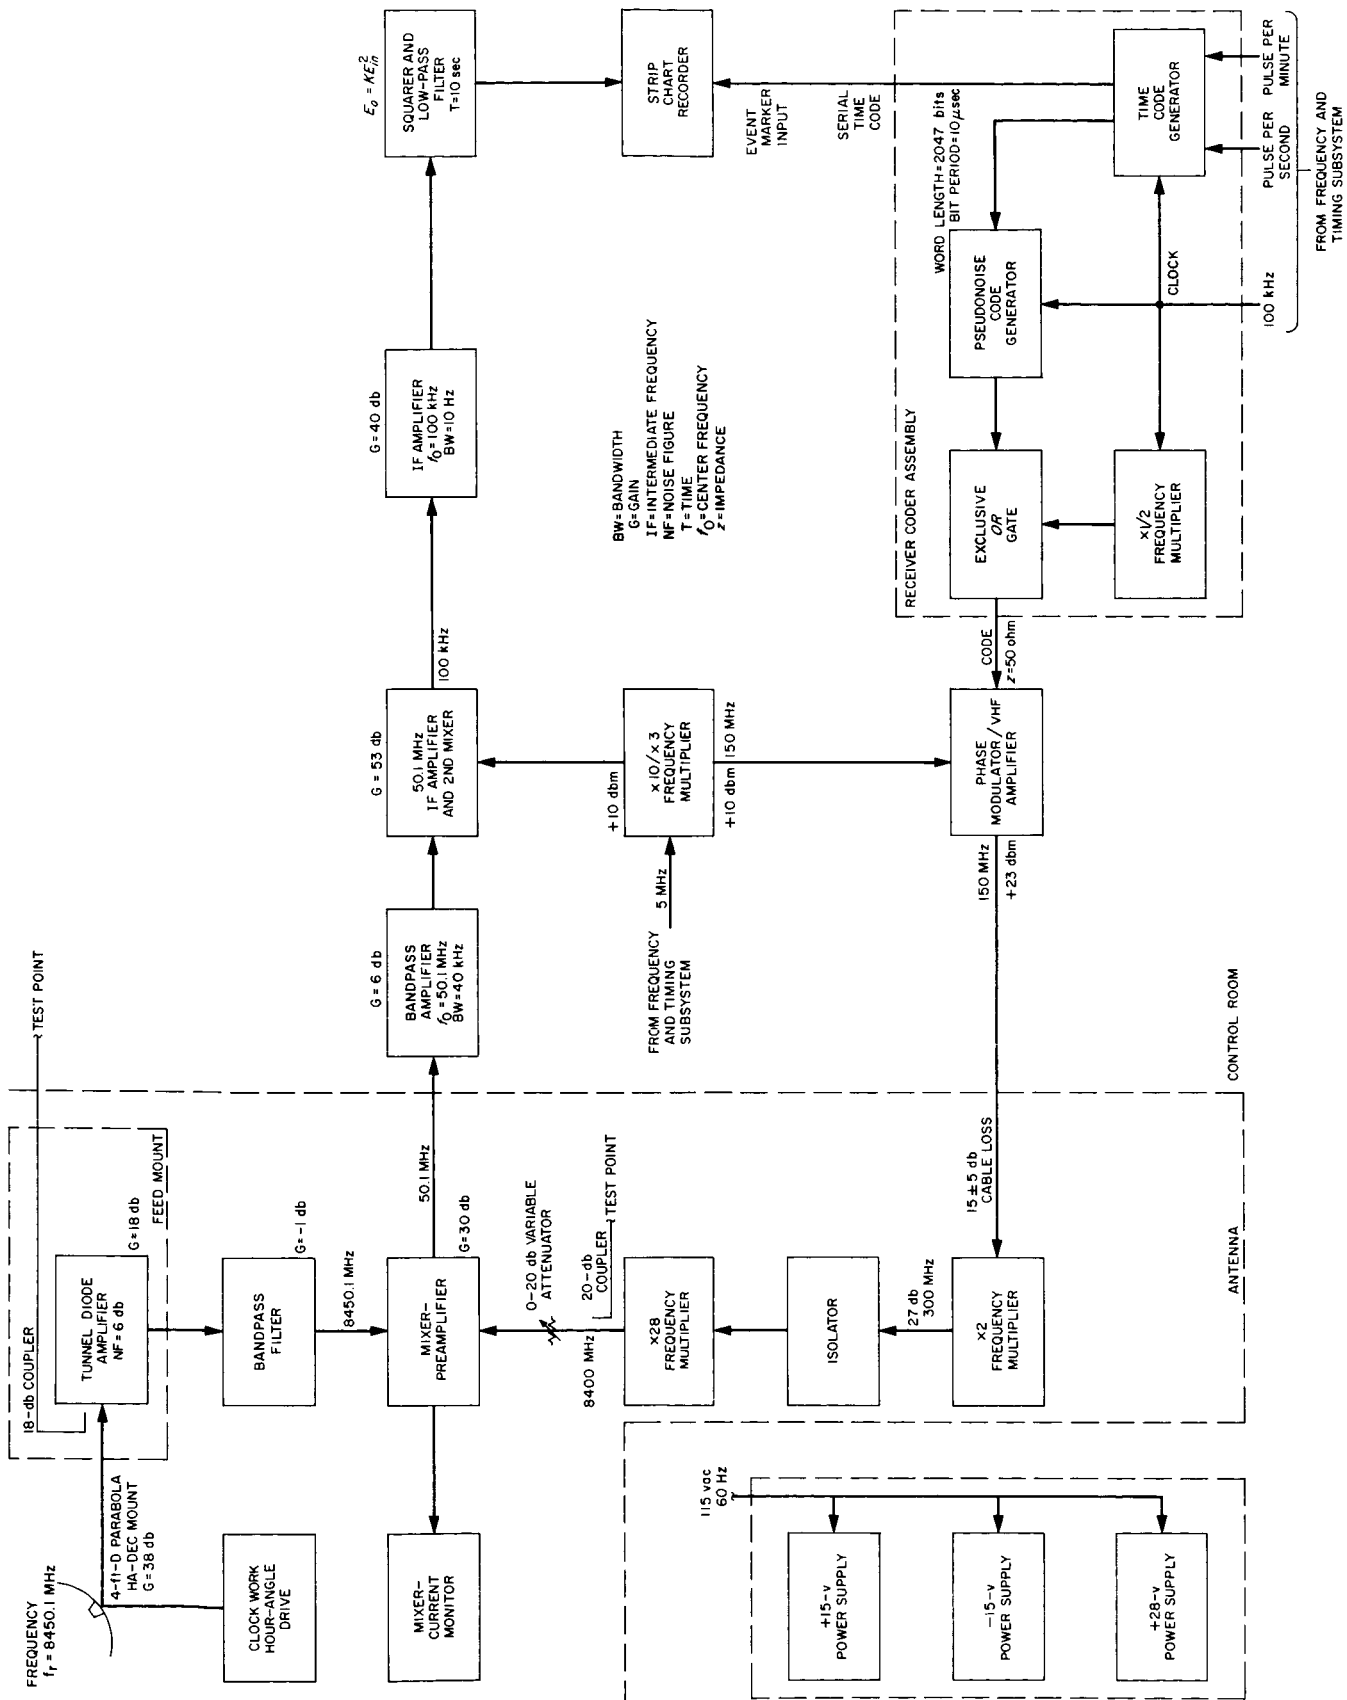 FREQUENCY
fr = 8450.1 MHz
4-ft-D PARABOLA
HA-DEC MOUNT
G=38 db
CLOCK WORK
HOUR-ANGLE
DRIVE
18-db COUPLER
TEST POINT
TUNNEL DIODE
AMPLIFIER
NF=6 db
G≈18 db
FEED MOUNT
BANDPASS
FILTER
G=-1 db
8450.1 MHz
MIXER-
CURRENT
MONITOR
MIXER-
PREAMPLIFIER
G=30 db
50.1 MHz
BANDPASS
AMPLIFIER
fO = 50.1 MHz
BW=40 kHz
G=6 db
50.1 MHz
IF AMPLIFIER
AND 2ND MIXER
G = 53 db
100 kHz
IF AMPLIFIER
fO=100 kHz
BW=10 Hz
G=40 db
SQUARER AND
LOW-PASS
FILTER
T=10 sec
Eo = KEin2
STRIP
CHART
RECORDER
EVENT
MARKER
INPUT
SERIAL
TIME
CODE
0-20 db VARIABLE
ATTENUATOR
20-db
COUPLER
TEST POINT
8400 MHz
×28
FREQUENCY
MULTIPLIER
ISOLATOR
27 db
300 MHz
×2
FREQUENCY
MULTIPLIER
15±5 db
CABLE LOSS
ANTENNA
CONTROL ROOM
FROM FREQUENCY
AND TIMING
SUBSYSTEM
5 MHz
×10/×3
FREQUENCY
MULTIPLIER
+10 dbm
+10 dbm
150 MHz
PHASE
MODULATOR/VHF
AMPLIFIER
150 MHz
+23 dbm
CODE
z=50 ohm
BW=BANDWIDTH
G=GAIN
IF=INTERMEDIATE FREQUENCY
NF=NOISE FIGURE
T=TIME
fO=CENTER FREQUENCY
z=IMPEDANCE
RECEIVER CODER ASSEMBLY
EXCLUSIVE
OR
GATE
×1/2
FREQUENCY
MULTIPLIER
PSEUDONOISE
CODE
GENERATOR
WORD LENGTH=2047 bits
BIT PERIOD=10 μsec
CLOCK
TIME
CODE
GENERATOR
100 kHz
PULSE PER
SECOND
PULSE PER
MINUTE
FROM FREQUENCY AND
TIMING SUBSYSTEM
115 vac
60 Hz
+15-v
POWER SUPPLY
-15-v
POWER SUPPLY
+28-v
POWER SUPPLY